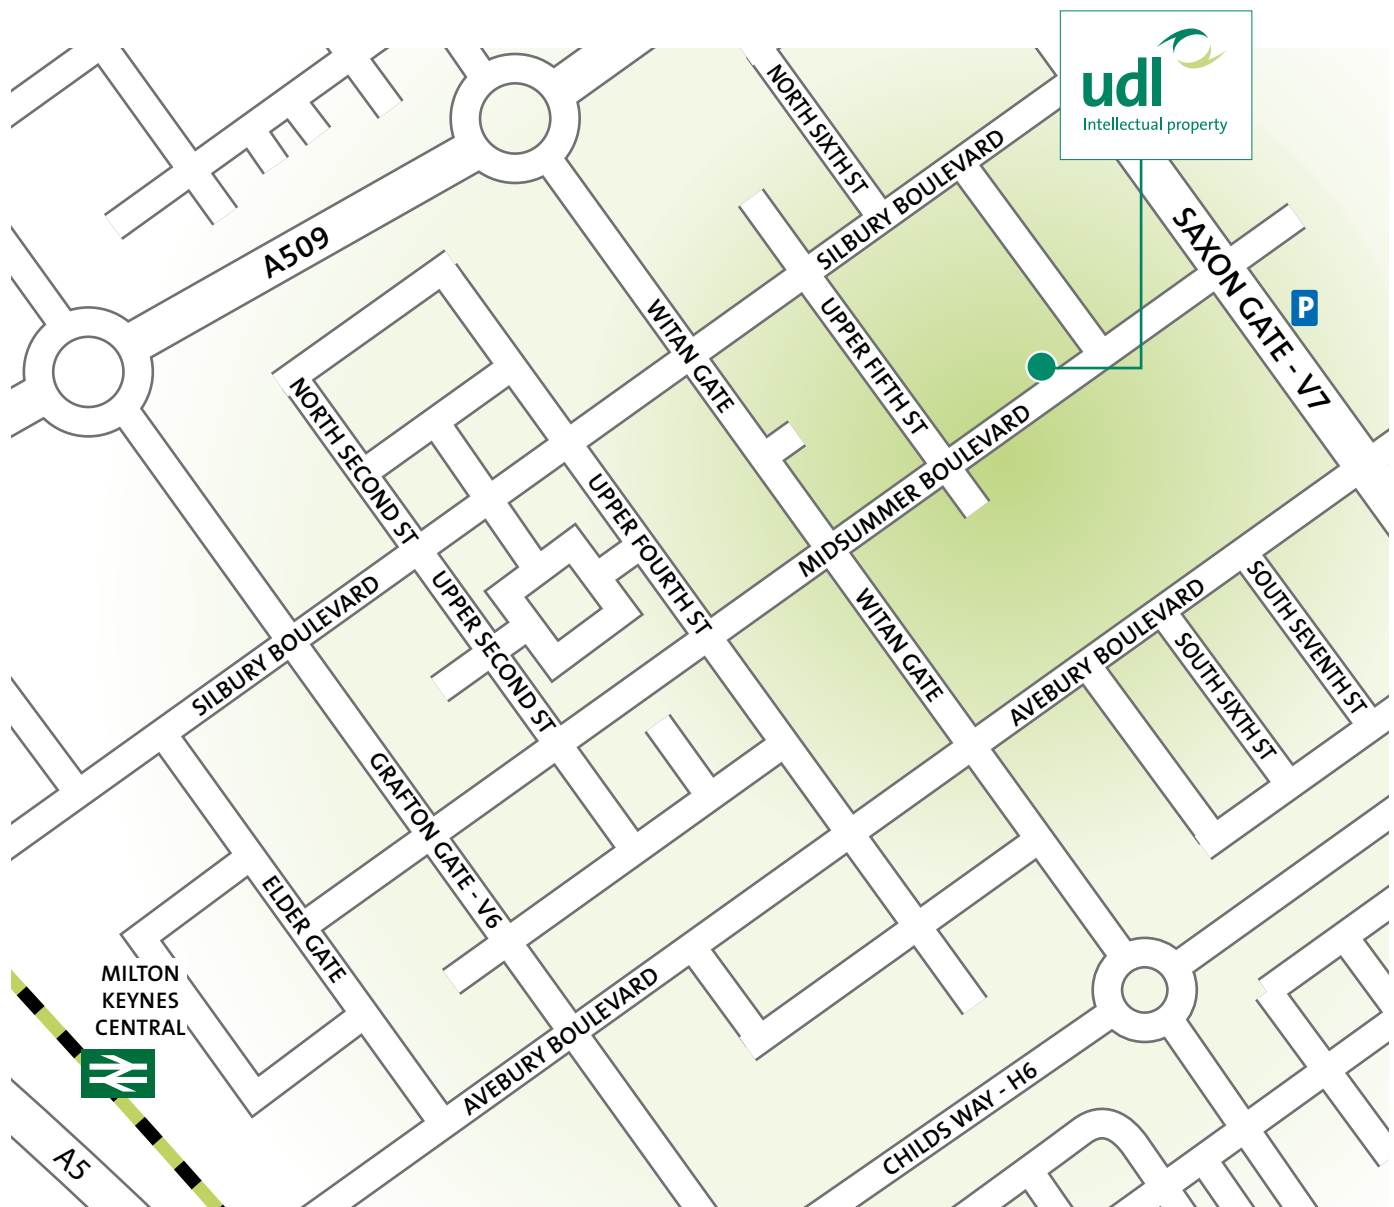 udl
Intellectual property
NORTH SIXTH ST
SILBURY BOULEVARD
SAXON GATE - V7
A509
P
WITAN GATE
UPPER FIFTH ST
NORTH SECOND ST
MIDSUMMER BOULEVARD
UPPER FOURTH ST
SILBURY BOULEVARD
UPPER SECOND ST
WITAN GATE
AVEBURY BOULEVARD
SOUTH SEVENTH ST
SOUTH SIXTH ST
GRAFTON GATE - V6
ELDER GATE
MILTON
KEYNES
CENTRAL
AVEBURY BOULEVARD
CHILDS WAY - H6
A5